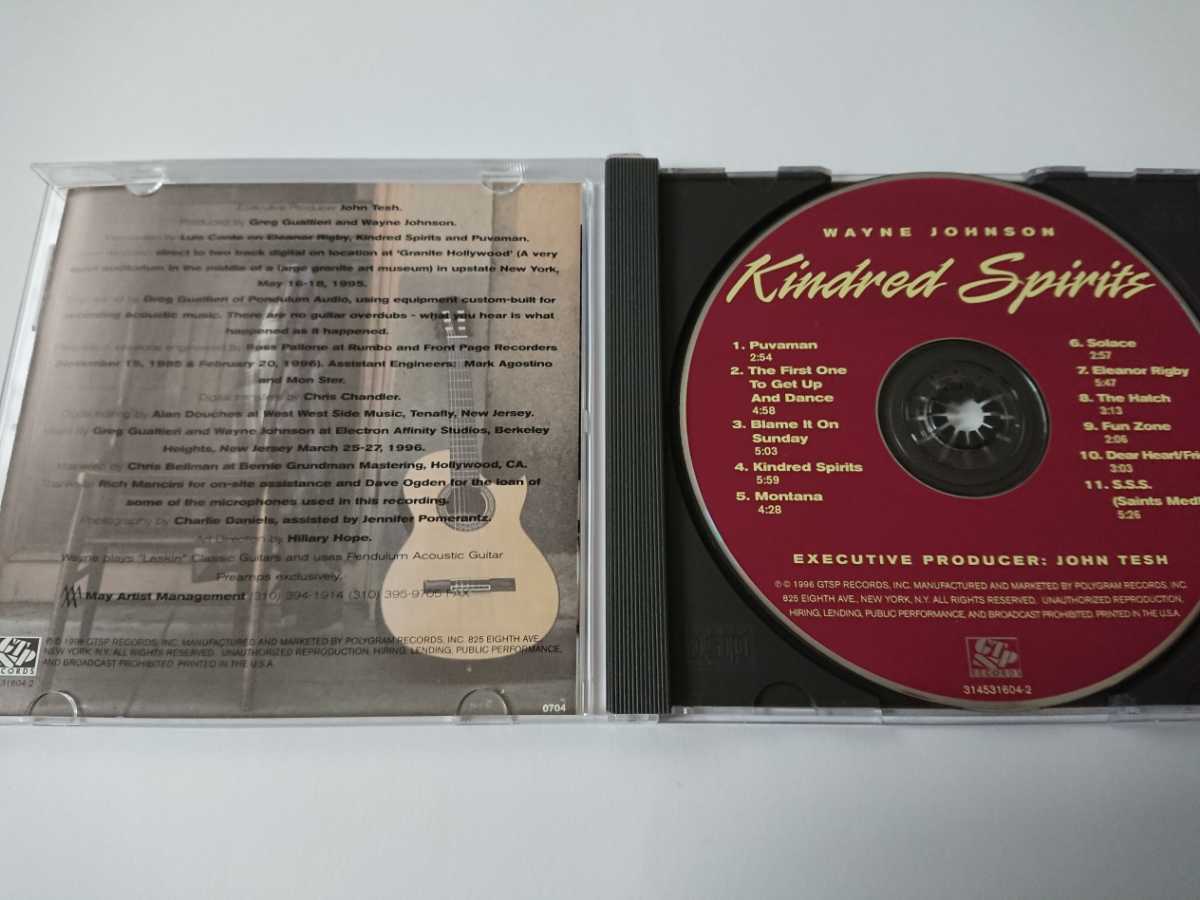 Executive Producer John Tesh.
Produced by Greg Gualtieri and Wayne Johnson.
by Luis Conte on Eleanor Rigby, Kindred Spirits and Puvaman.
direct to two track digital on location at 'Granite Hollywood' (A very
quiet auditorium in the middle of a large granite art museum) in upstate New York,
May 16-18, 1995.
by Greg Gualtieri of Pendulum Audio, using equipment custom-built for
recording acoustic music. There are no guitar overdubs - what you hear is what
happened as it happened.
sessions engineered by Ross Pallone at Rumbo and Front Page Recorders
November 15, 1995 & February 20, 1996). Assistant Engineers: Mark Agostino
and Mon Ster.
Digital transfers by Chris Chandler.
Digital editing by Alan Douches at West West Side Music, Tenafly, New Jersey.
by Greg Gualtieri and Wayne Johnson at Electron Affinity Studios, Berkeley
Heights, New Jersey March 25-27, 1996.
Mastered by Chris Bellman at Bernie Grundman Mastering, Hollywood, CA.
Rich Mancini for on-site assistance and Dave Ogden for the loan of
some of the microphones used in this recording.
Photography by Charlie Daniels, assisted by Jennifer Pomerantz.
Art Direction by Hillary Hope.
Wayne plays "Laskin" Classic Guitars and uses Pendulum Acoustic Guitar
Preamps exclusively.
May Artist Management (310) 394-1914 (310) 395-9705 FAX
℗ © 1996 GTSP RECORDS, INC. MANUFACTURED AND MARKETED BY POLYGRAM RECORDS, INC. 825 EIGHTH AVE.,
NEW YORK, N.Y. ALL RIGHTS RESERVED. UNAUTHORIZED REPRODUCTION, HIRING, LENDING, PUBLIC PERFORMANCE,
AND BROADCAST PROHIBITED. PRINTED IN THE U.S.A.
GTSP
RECORDS
31604-2
0704
WAYNE JOHNSON
Kindred Spirits
1. Puvaman
2:54
2. The First One
To Get Up
And Dance
4:58
3. Blame It On
Sunday
5:03
4. Kindred Spirits
5:59
5. Montana
4:28
6. Solace
2:57
7. Eleanor Rigby
5:47
8. The Hatch
3:13
9. Fun Zone
2:06
10. Dear Heart/Frie
3:03
11. S.S.S.
(Saints Medl
5:26
EXECUTIVE PRODUCER: JOHN TESH
℗ © 1996 GTSP RECORDS, INC. MANUFACTURED AND MARKETED BY POLYGRAM RECORDS, INC.
825 EIGHTH AVE., NEW YORK, N.Y. ALL RIGHTS RESERVED. UNAUTHORIZED REPRODUCTION,
HIRING, LENDING, PUBLIC PERFORMANCE, AND BROADCAST PROHIBITED. PRINTED IN THE U.S.A.
GTSP
RECORDS
314531604-2